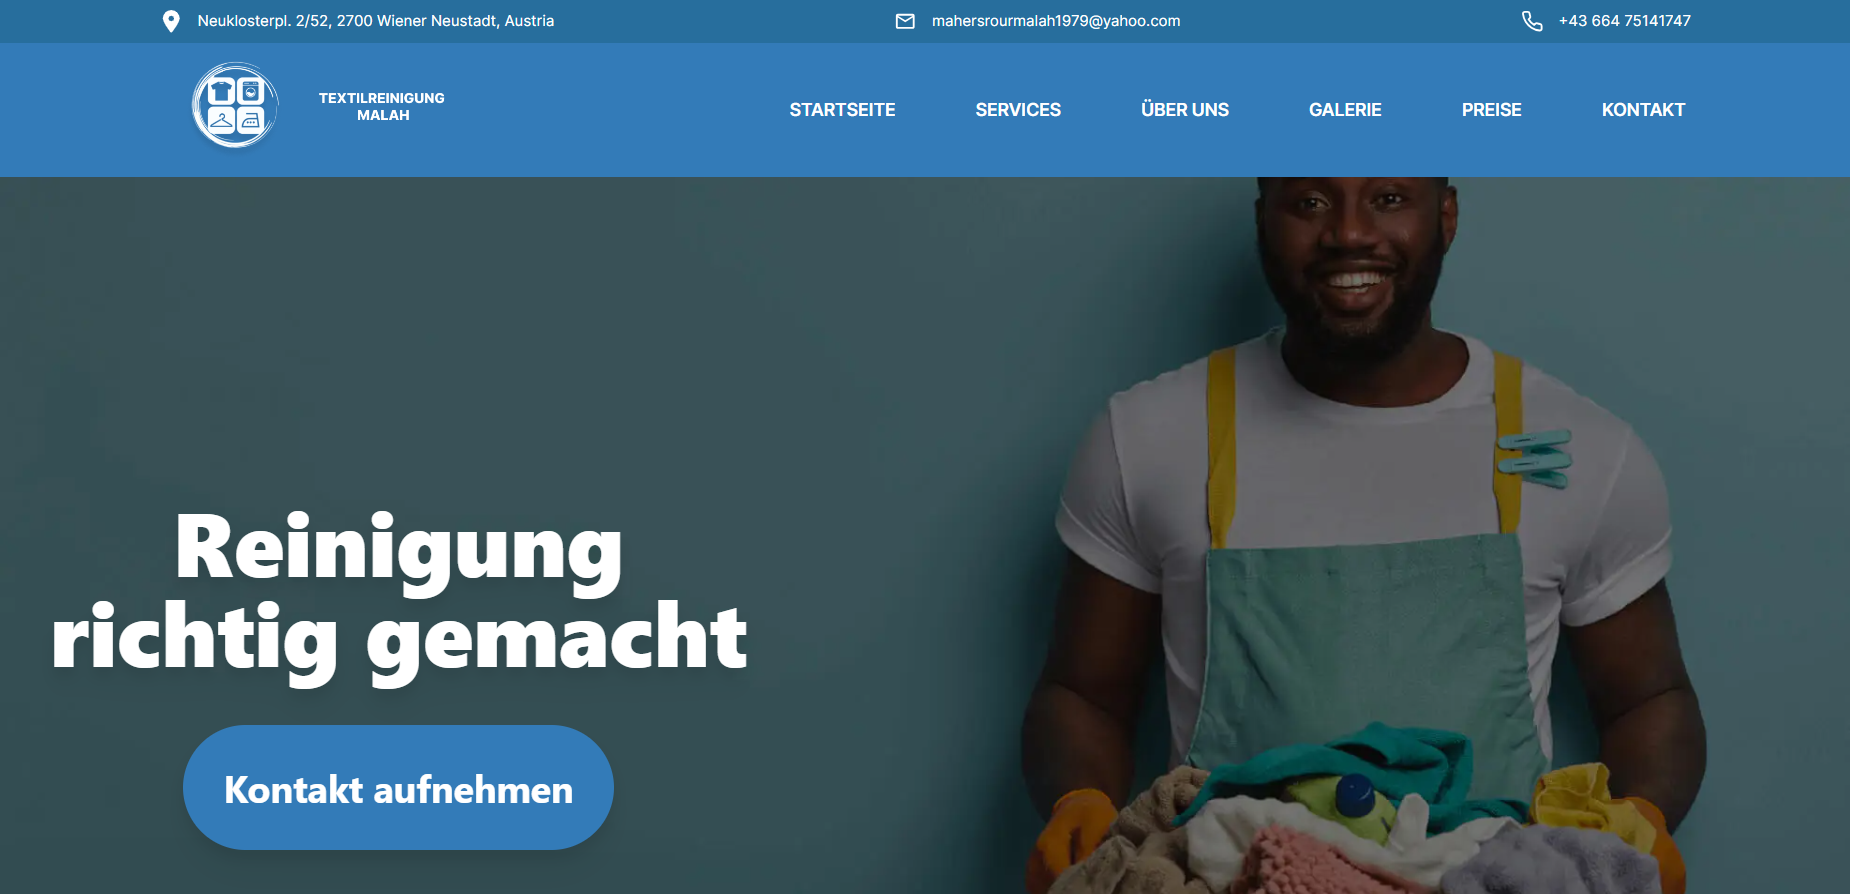 Neuklosterpl. 2/52, 2700 Wiener Neustadt, Austria
mahersrourmalah1979@yahoo.com
+43 664 75141747
TEXTILREINIGUNG
MALAH
STARTSEITE
SERVICES
ÜBER UNS
GALERIE
PREISE
KONTAKT
Reinigung
richtig gemacht
Kontakt aufnehmen